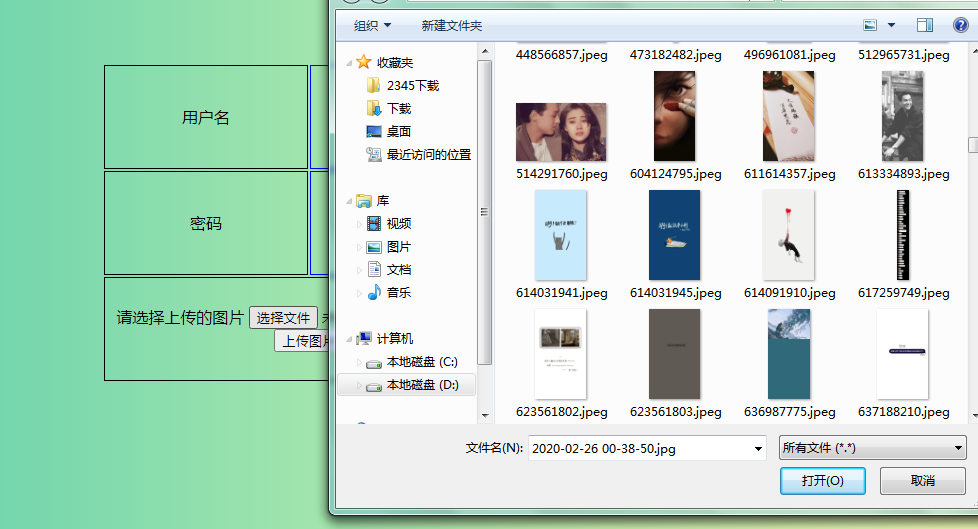 组织
新建文件夹
用户名
密码
请选择上传的图片 选择文件
上传图片
收藏夹
2345下载
下载
桌面
最近访问的位置
库
视频
图片
文档
音乐
计算机
本地磁盘 (C:)
本地磁盘 (D:)
448566857.jpeg 473182482.jpeg 496961081.jpeg 512965731.jpeg
514291760.jpeg 604124795.jpeg 611614357.jpeg 613334893.jpeg
614031941.jpeg 614031945.jpeg 614091910.jpeg 617259749.jpeg
623561802.jpeg 623561803.jpeg 636987775.jpeg 637188210.jpeg
文件名(N): 2020-02-26 00-38-50.jpg 所有文件 (*.*)
打开(O) 取消